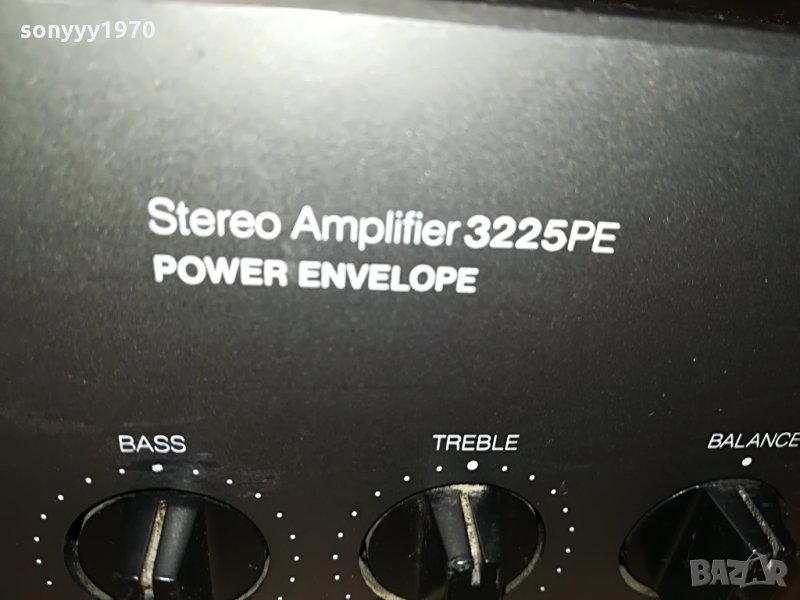 sonyyy1970
Stereo Amplifier 3225PE
POWER ENVELOPE
BASS
TREBLE
BALANCE
BAZAR